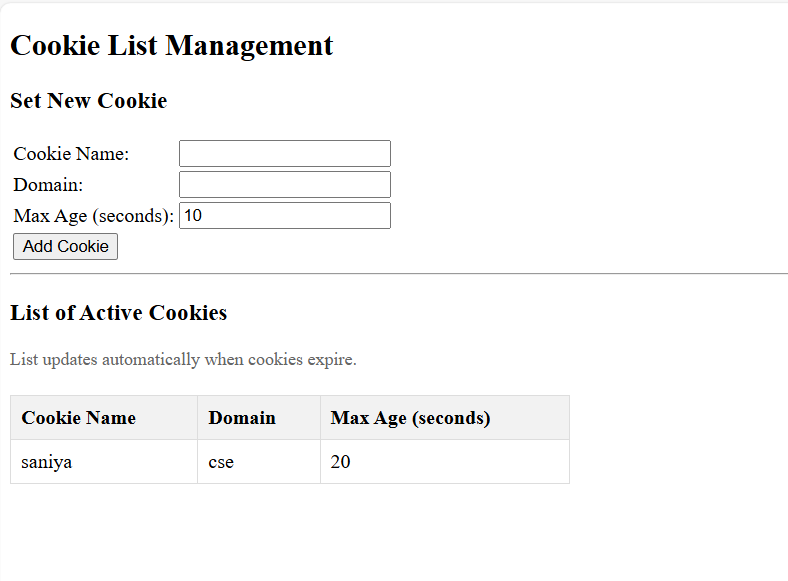 Cookie List Management
Set New Cookie
Cookie Name:
Domain:
Max Age (seconds): 10
Add Cookie
List of Active Cookies
List updates automatically when cookies expire.
Cookie Name Domain Max Age (seconds)
saniya cse 20